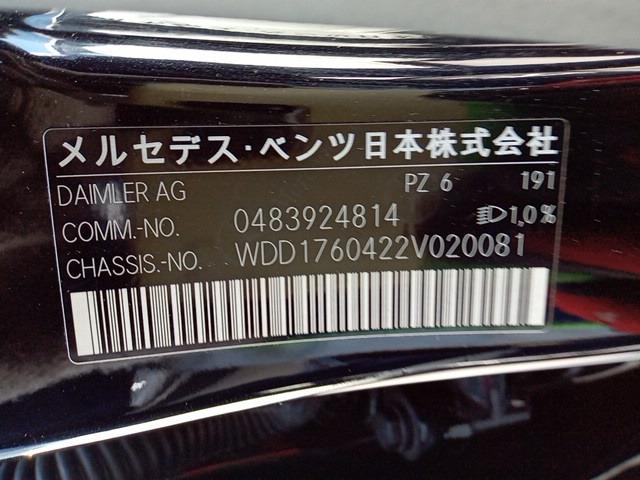 メルセデス・ベンツ日本株式会社
DAIMLER AG PZ 6 191
COMM.-NO. 0483924814 1,0%
CHASSIS.-NO. WDD1760422V020081